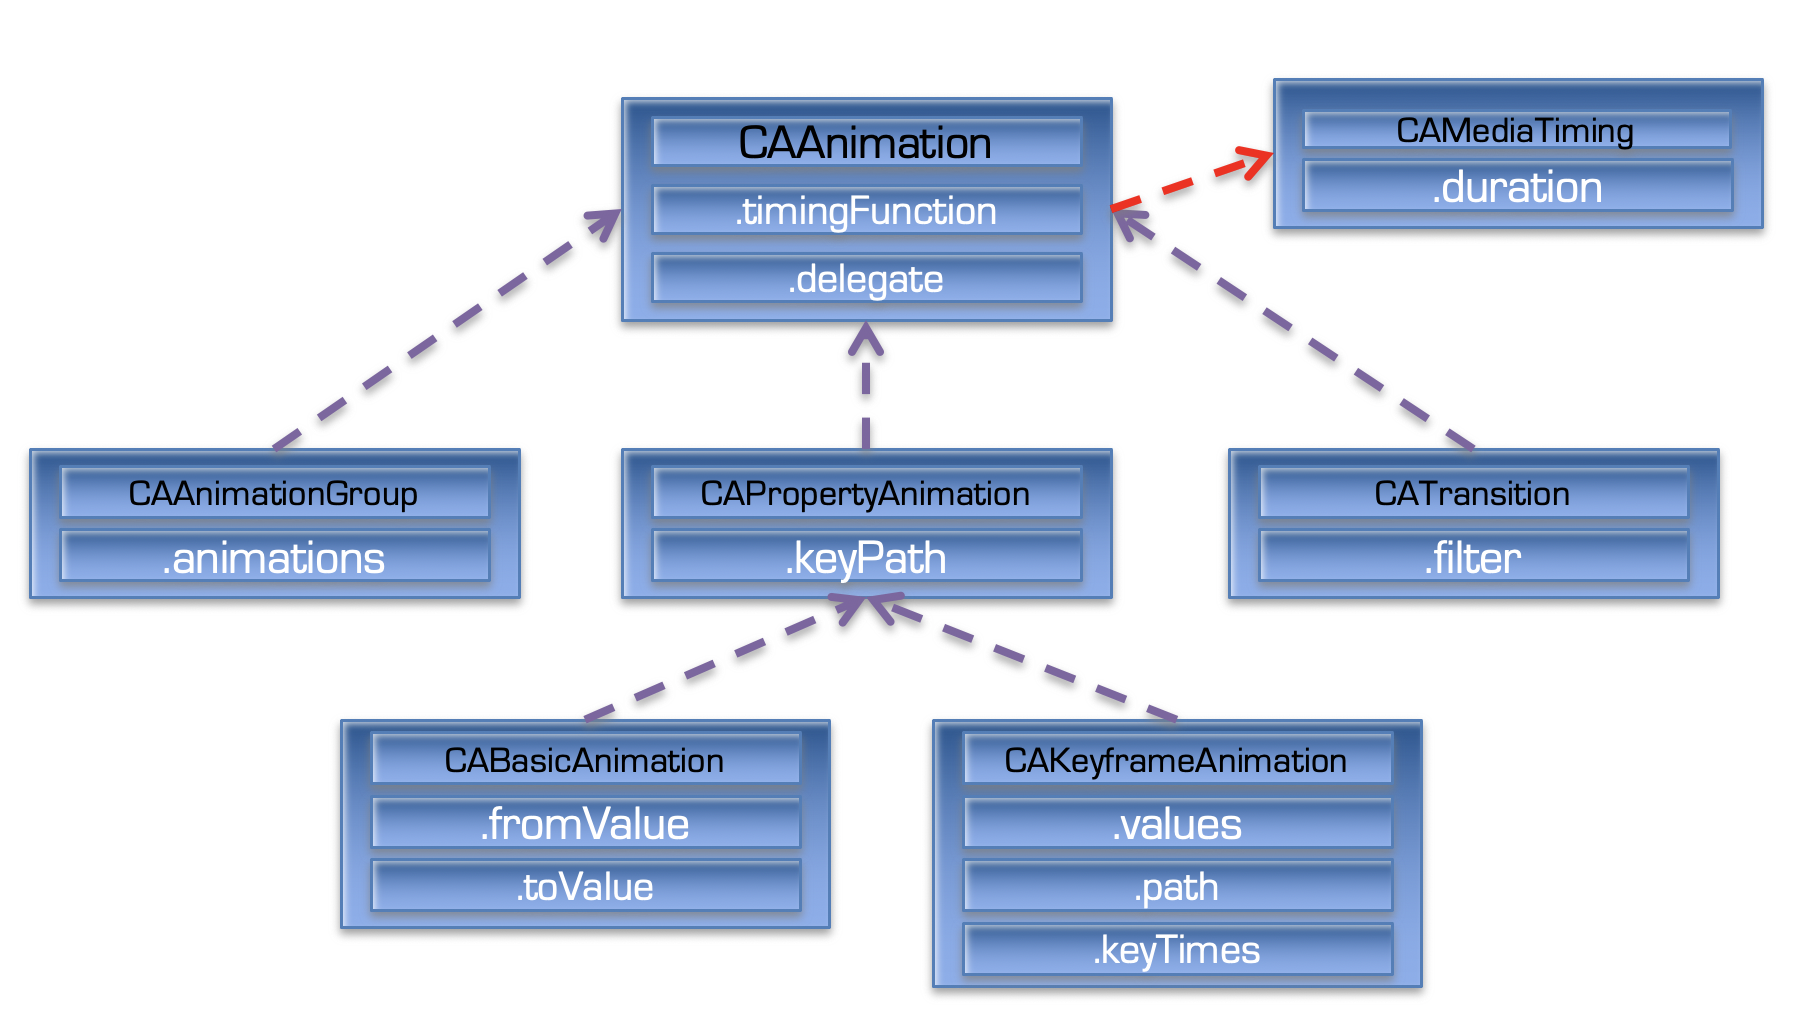 CAAnimation
.timingFunction
.delegate
CAMediaTiming
.duration
CAAnimationGroup
.animations
CAPropertyAnimation
.keyPath
CATransition
.filter
CABasicAnimation
.fromValue
.toValue
CAKeyframeAnimation
.values
.path
.keyTimes